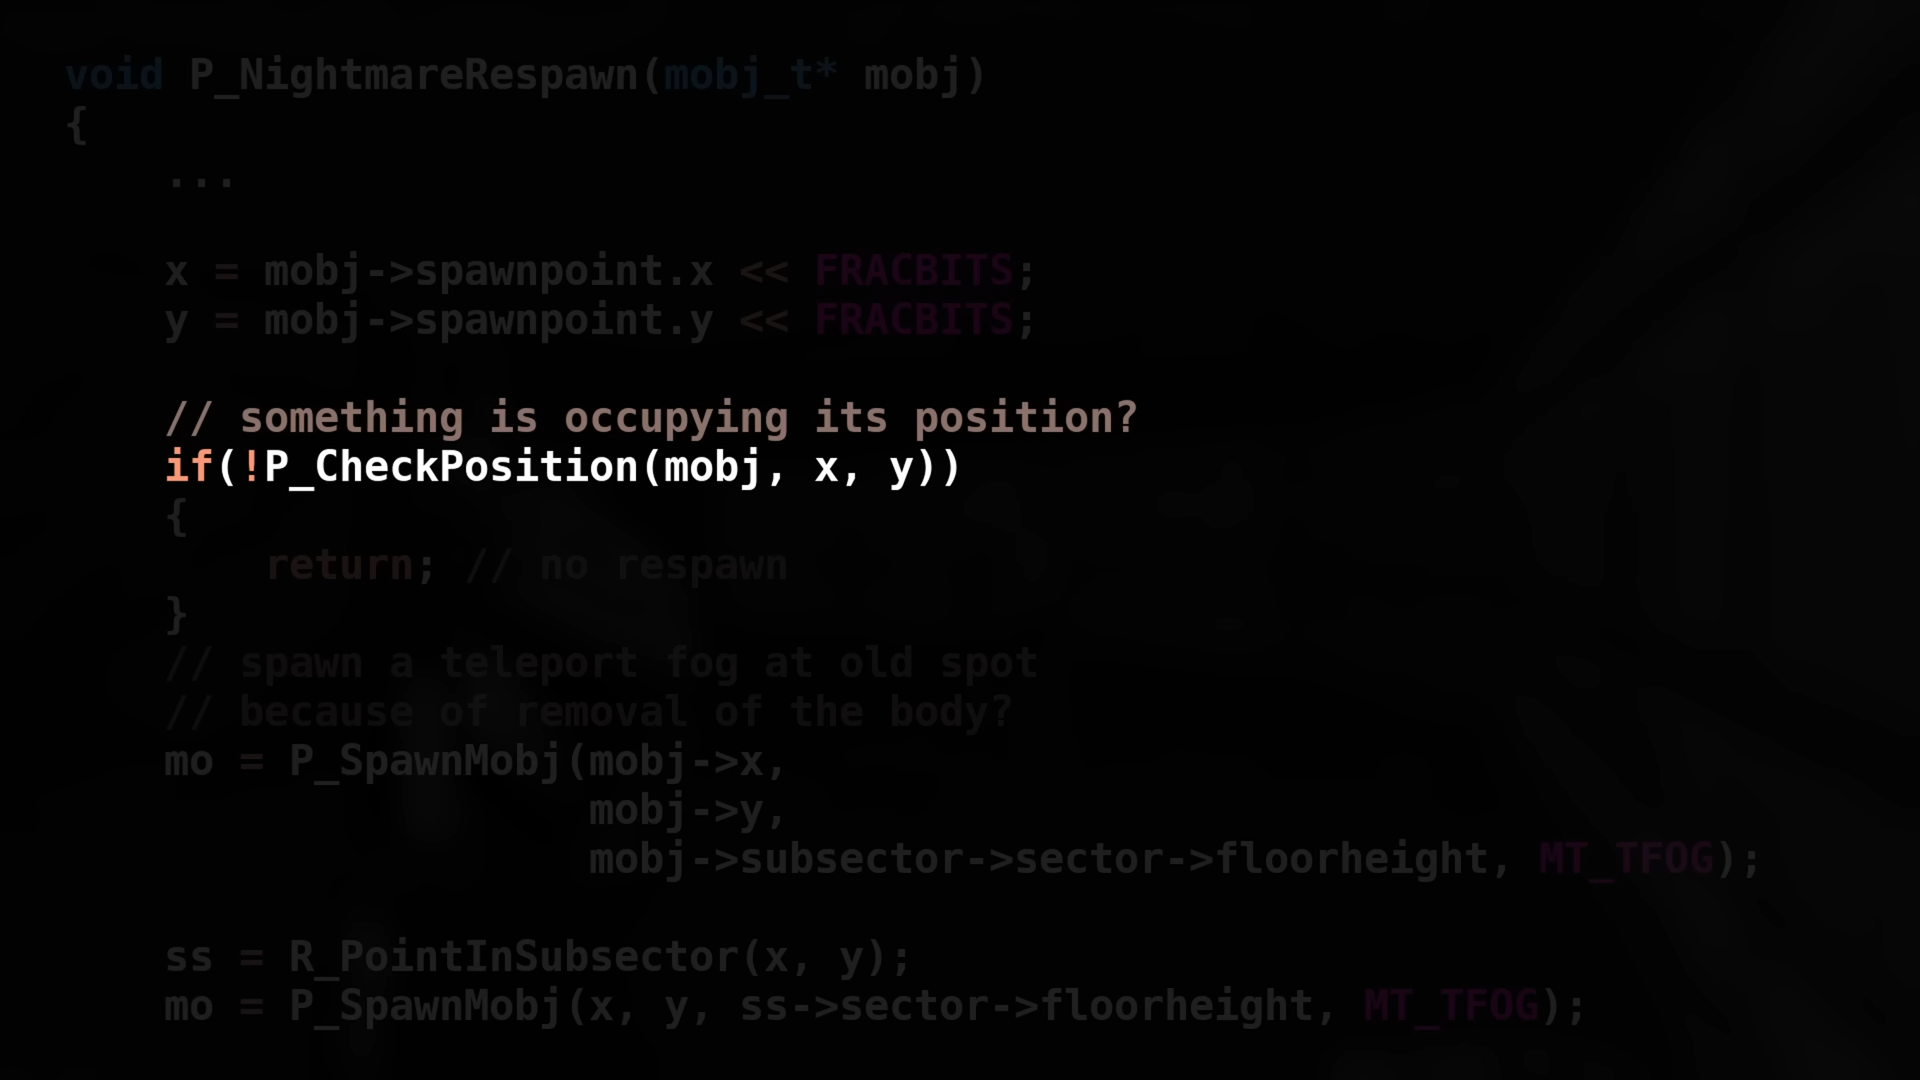 void P_NightmareRespawn(mobj_t* mobj)
{
...
x = mobj->spawnpoint.x << FRACBITS;
y = mobj->spawnpoint.y << FRACBITS;
// something is occupying its position?
if(!P_CheckPosition(mobj, x, y))
{
return; // no respawn
}
// spawn a teleport fog at old spot
// because of removal of the body?
mo = P_SpawnMobj(mobj->x,
mobj->y,
mobj->subsector->sector->floorheight, MT_TFOG);
ss = R_PointInSubsector(x, y);
mo = P_SpawnMobj(x, y, ss->sector->floorheight, MT_TFOG);